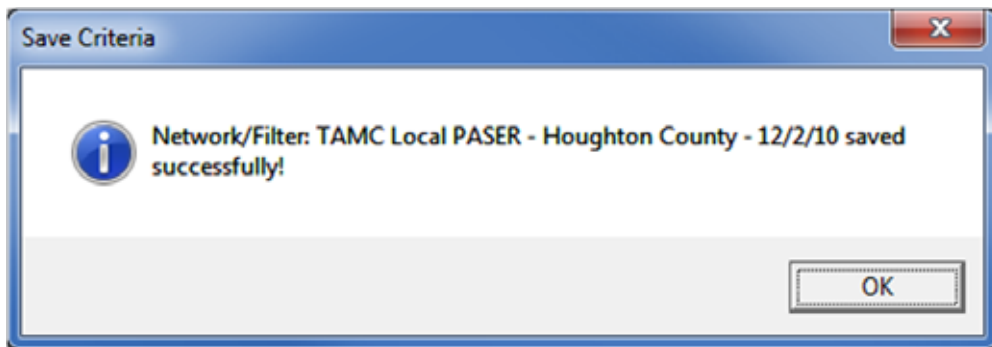 Save Criteria
Network/Filter: TAMC Local PASER - Houghton County - 12/2/10 saved
successfully!
OK